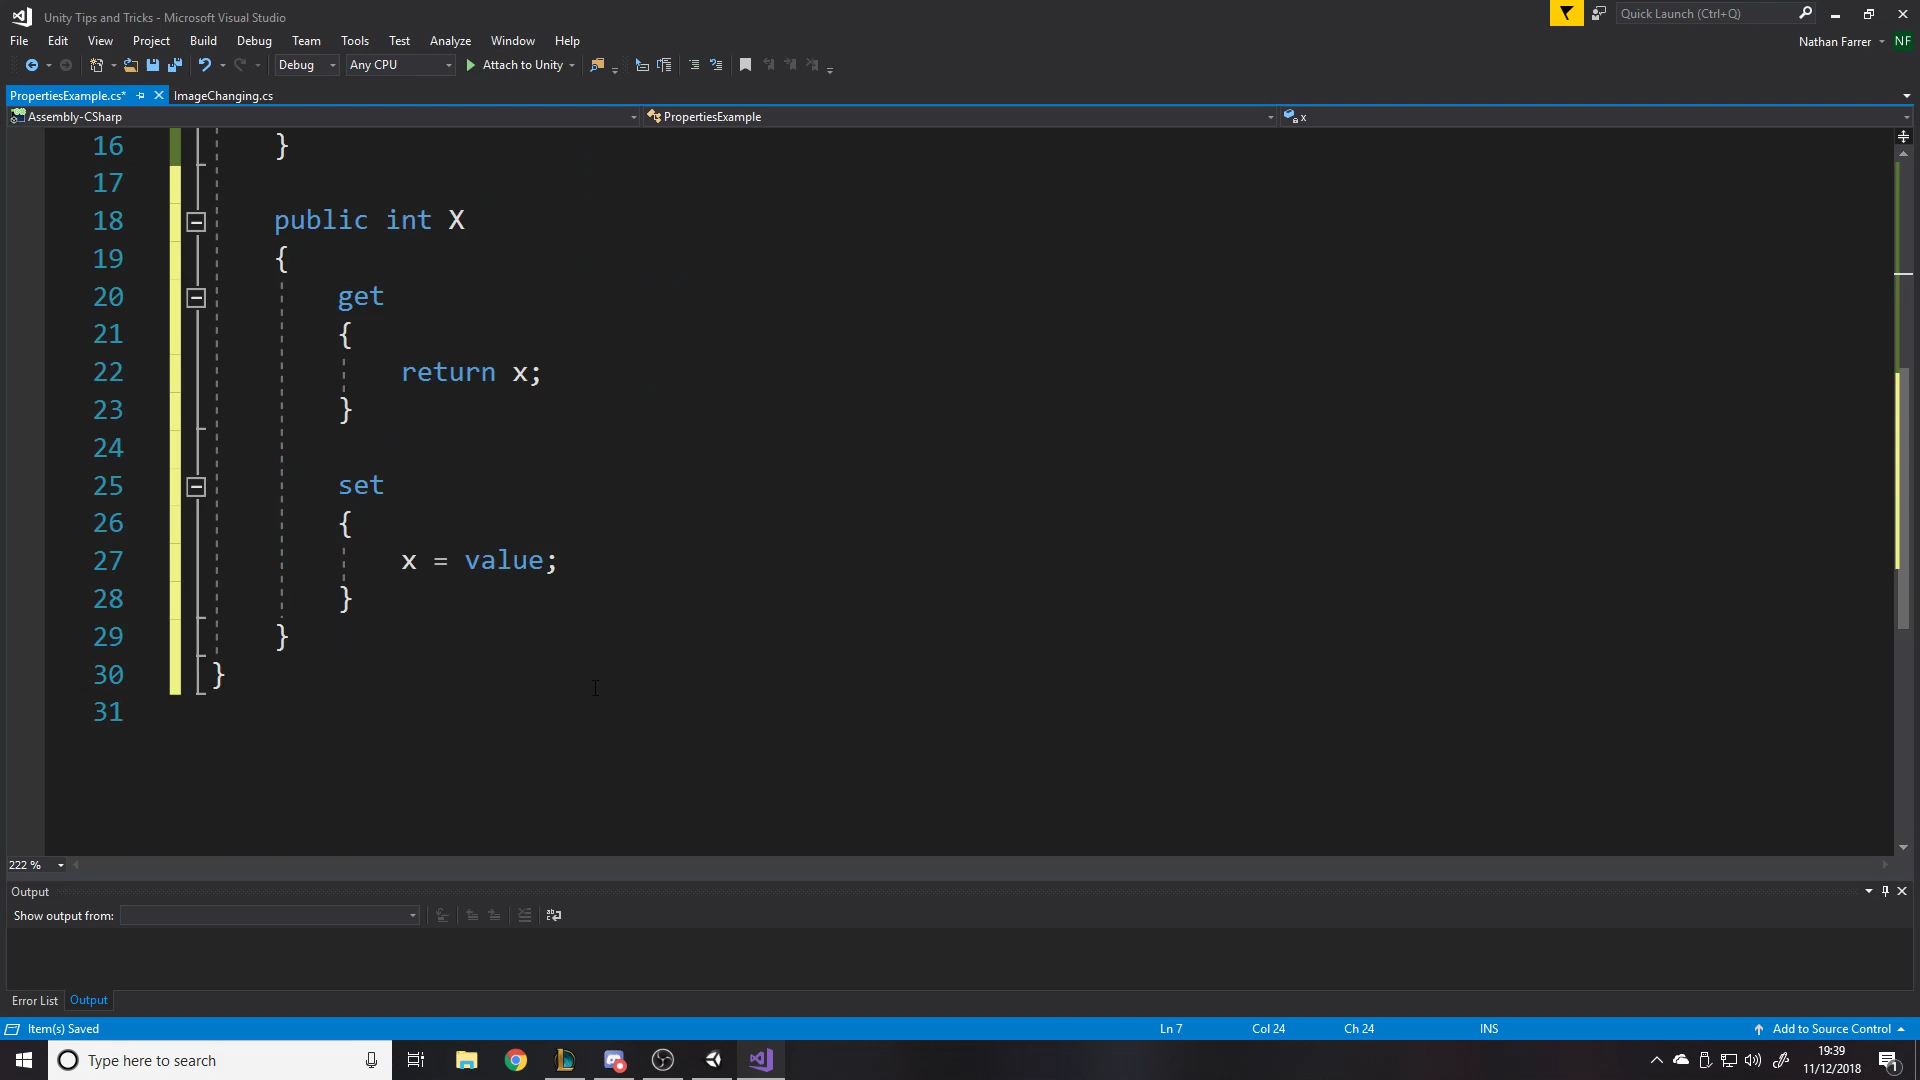 Unity Tips and Tricks - Microsoft Visual Studio
Quick Launch (Ctrl+Q)
File Edit View Project Build Debug Team Tools Test Analyze Window Help
Nathan Farrer NF
Debug Any CPU Attach to Unity
PropertiesExample.cs* ImageChanging.cs
Assembly-CSharp PropertiesExample x
16 }
17
18 public int X
19 {
20 get
21 {
22 return x;
23 }
24
25 set
26 {
27 x = value;
28 }
29 }
30 }
31
222 %
Output
Show output from:
Error List Output
Item(s) Saved Ln 7 Col 24 Ch 24 INS Add to Source Control
Type here to search
19:39
11/12/2018
1